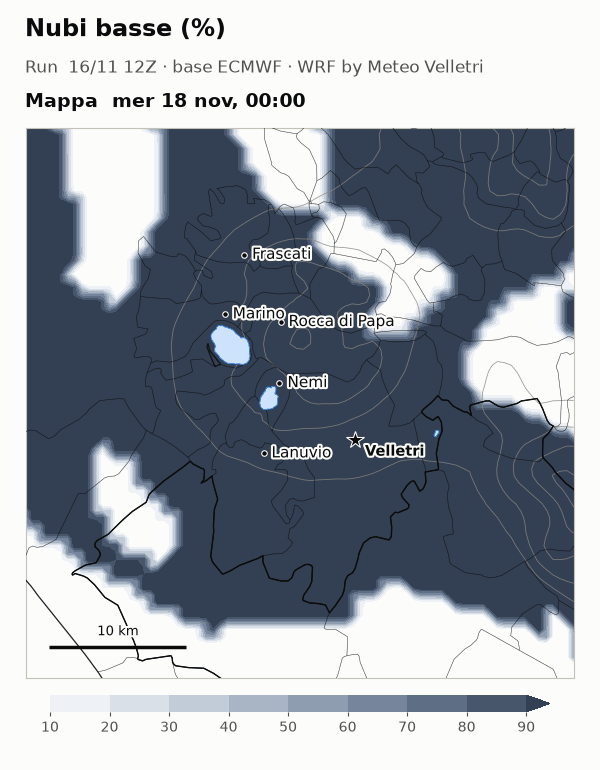 Nubi basse (%)
Run  16/11 12Z · base ECMWF · WRF by Meteo Velletri
Mappa  mer 18 nov, 00:00
Frascati
Marino
Rocca di Papa
Nemi
Velletri
Lanuvio
10 km
10 20 30 40 50 60 70 80 90